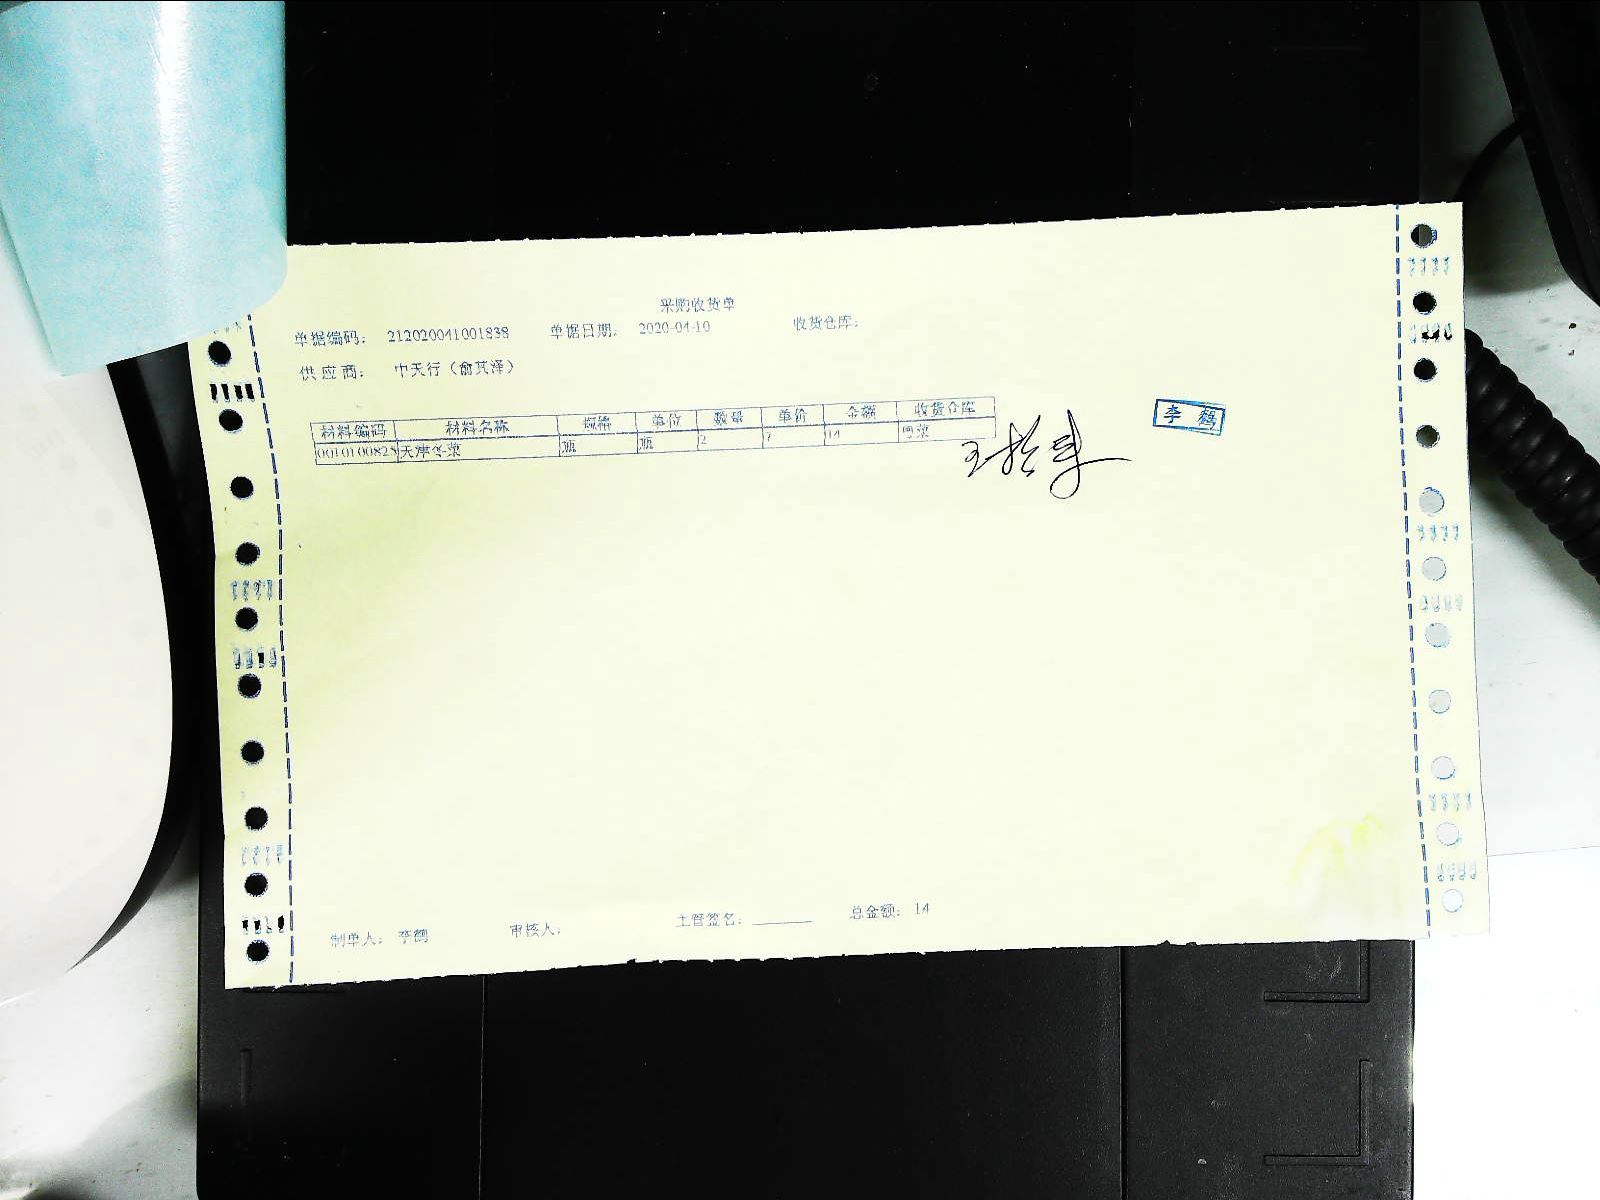 采购收货单
单据编码： 212020041001838 单据日期： 2020-04-10 收货仓库：
供应商： 中天行（俞其泽）
材料编码 材料名称 规格 单位 数量 单价 金额 收货仓库
天津冬菜 瓶 瓶 2 7 14 粤菜
李 鹤
制单人： 李鹤 审核人： 主管签名： 总金额： 14